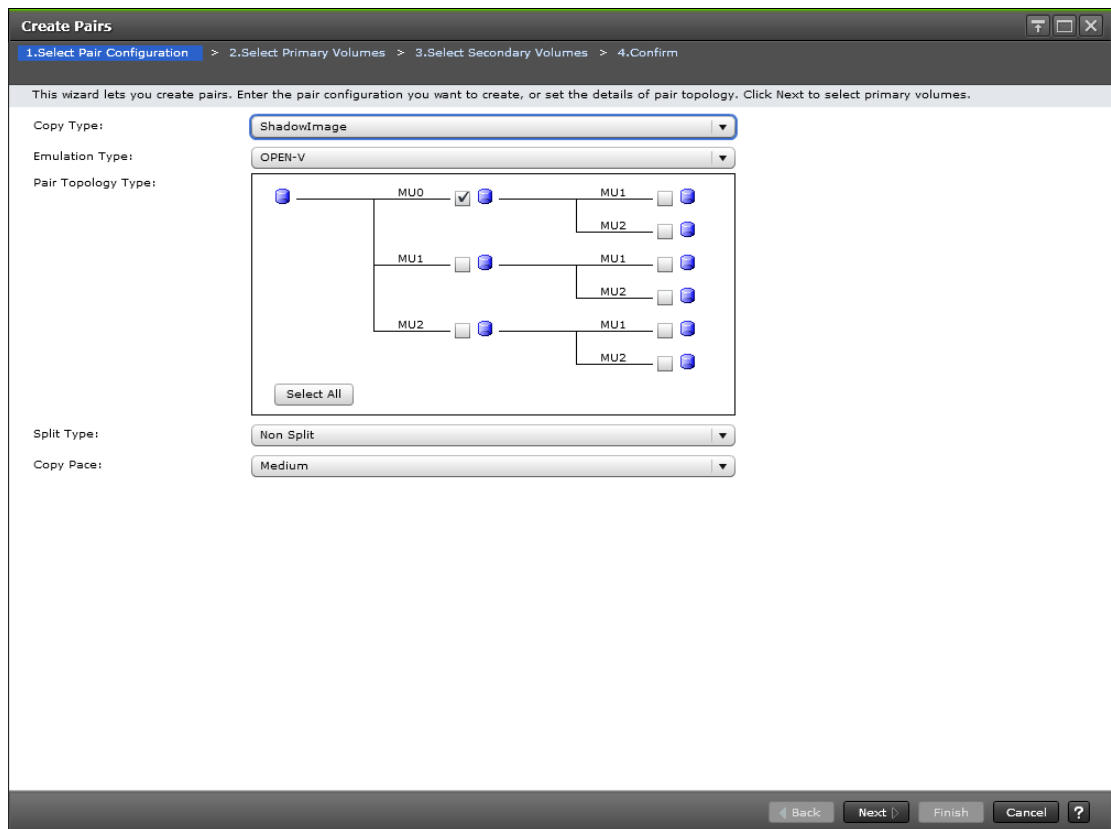 Create Pairs
1.Select Pair Configuration > 2.Select Primary Volumes > 3.Select Secondary Volumes > 4.Confirm
This wizard lets you create pairs. Enter the pair configuration you want to create, or set the details of pair topology. Click Next to select primary volumes.
Copy Type: ShadowImage
Emulation Type: OPEN-V
Pair Topology Type:
MU0 MU1
MU2
MU1 MU1
MU2
MU2 MU1
MU2
Select All
Split Type: Non Split
Copy Pace: Medium
Back Next Finish Cancel ?